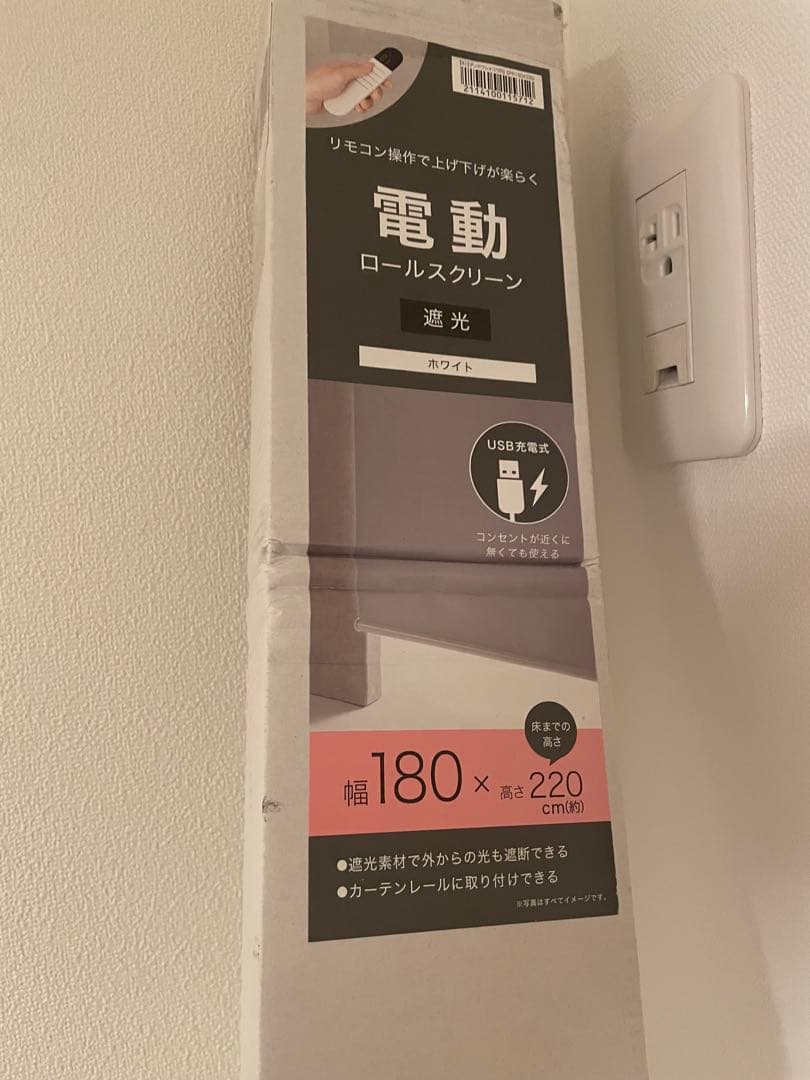 2114100115712
リモコン操作で上げ下げが楽らく
電動
ロールスクリーン
遮光
ホワイト
USB充電式
コンセントが近くに
無くても使える
床までの
高さ
幅180×高さ220
cm(約)
●遮光素材で外からの光も遮断できる
●カーテンレールに取り付けできる
※写真はすべてイメージです。